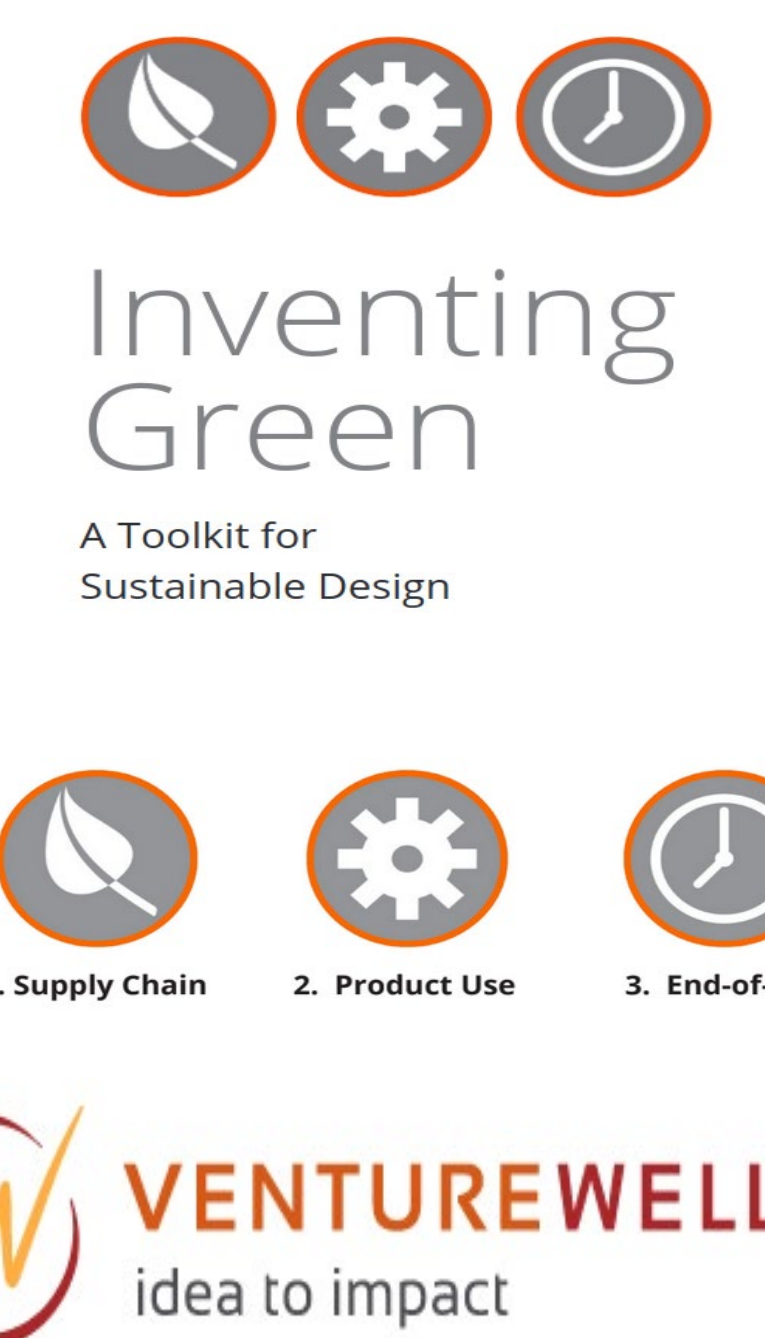 Inventing
Green
A Toolkit for
Sustainable Design
. Supply Chain
2. Product Use
3. End-of-
VENTUREWELL
idea to impact